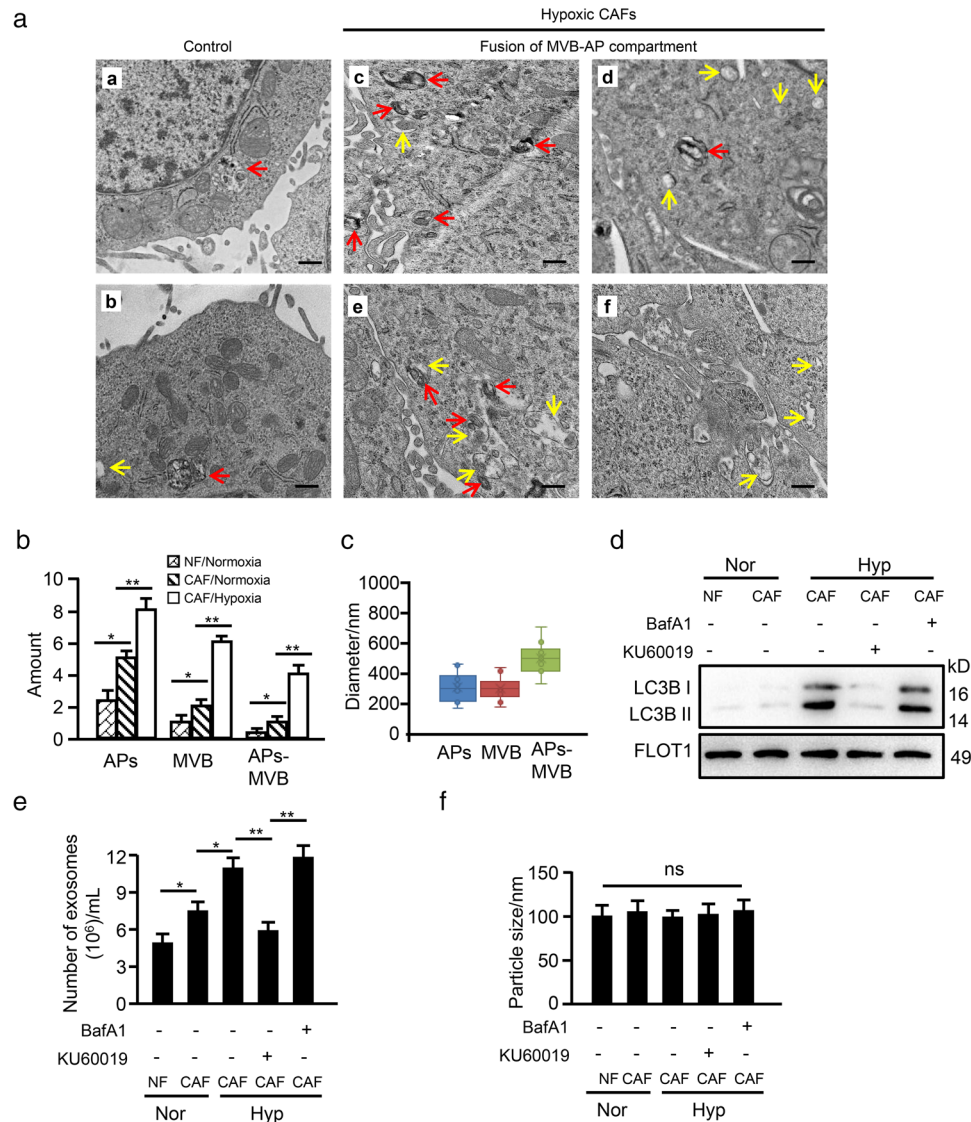 a
Hypoxic CAFs
Control
Fusion of MVB-AP compartment
a
c
d
b
e
f
b
NF/Normoxia
CAF/Normoxia
CAF/Hypoxia
Amount
10
8
6
4
2
0
* ** * ** * **
APs MVB APs-MVB
c
Diameter/nm
1000
800
600
400
200
0
APs MVB APs-MVB
d
Nor Hyp
NF CAF CAF CAF CAF
BafA1 - - - - +
KU60019 - - - + -
kD
LC3B I 16
LC3B II 14
FLOT1 49
e
Number of exosomes
(10⁶)/mL
12
9
6
3
0
* * ** **
BafA1 - - - - +
KU60019 - - - + -
NF CAF CAF CAF CAF
Nor Hyp
f
Particle size/nm
150
100
50
0
ns
BafA1 - - - - +
KU60019 - - - + -
NF CAF CAF CAF CAF
Nor Hyp